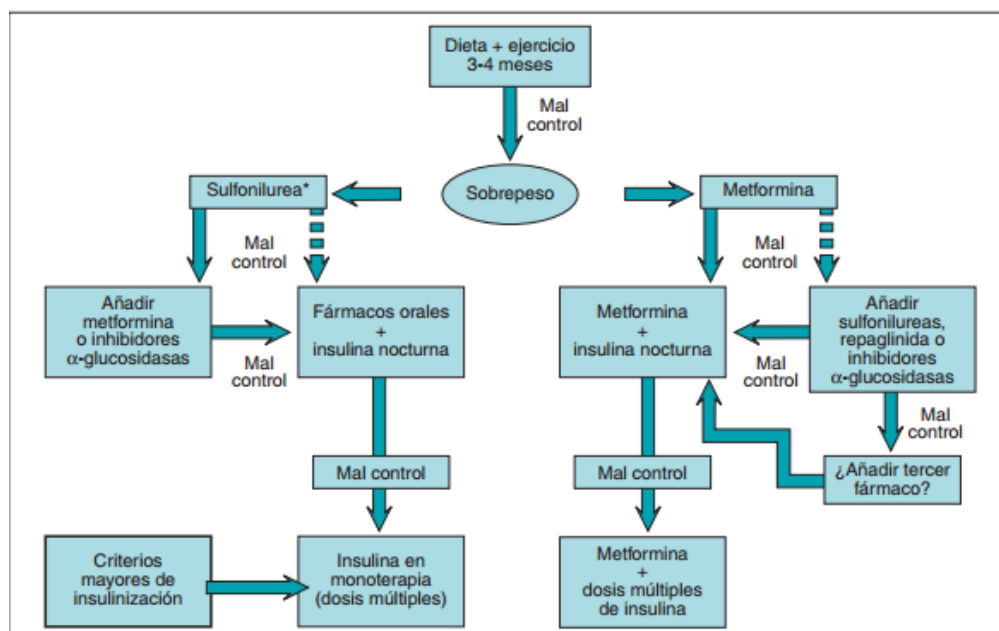 Dieta + ejercicio
3-4 meses
Mal
control
Sulfonilurea*
Sobrepeso
Metformina
Mal
control
Mal
control
Añadir
metformina
o inhibidores
α-glucosidasas
Mal
control
Fármacos orales
+
insulina nocturna
Metformina
+
insulina nocturna
Mal
control
Añadir
sulfonilureas,
repaglinida o
inhibidores
α-glucosidasas
Mal
control
Mal control
Mal control
¿Añadir tercer
fármaco?
Criterios
mayores de
insulinización
Insulina en
monoterapia
(dosis múltiples)
Metformina
+
dosis múltiples
de insulina